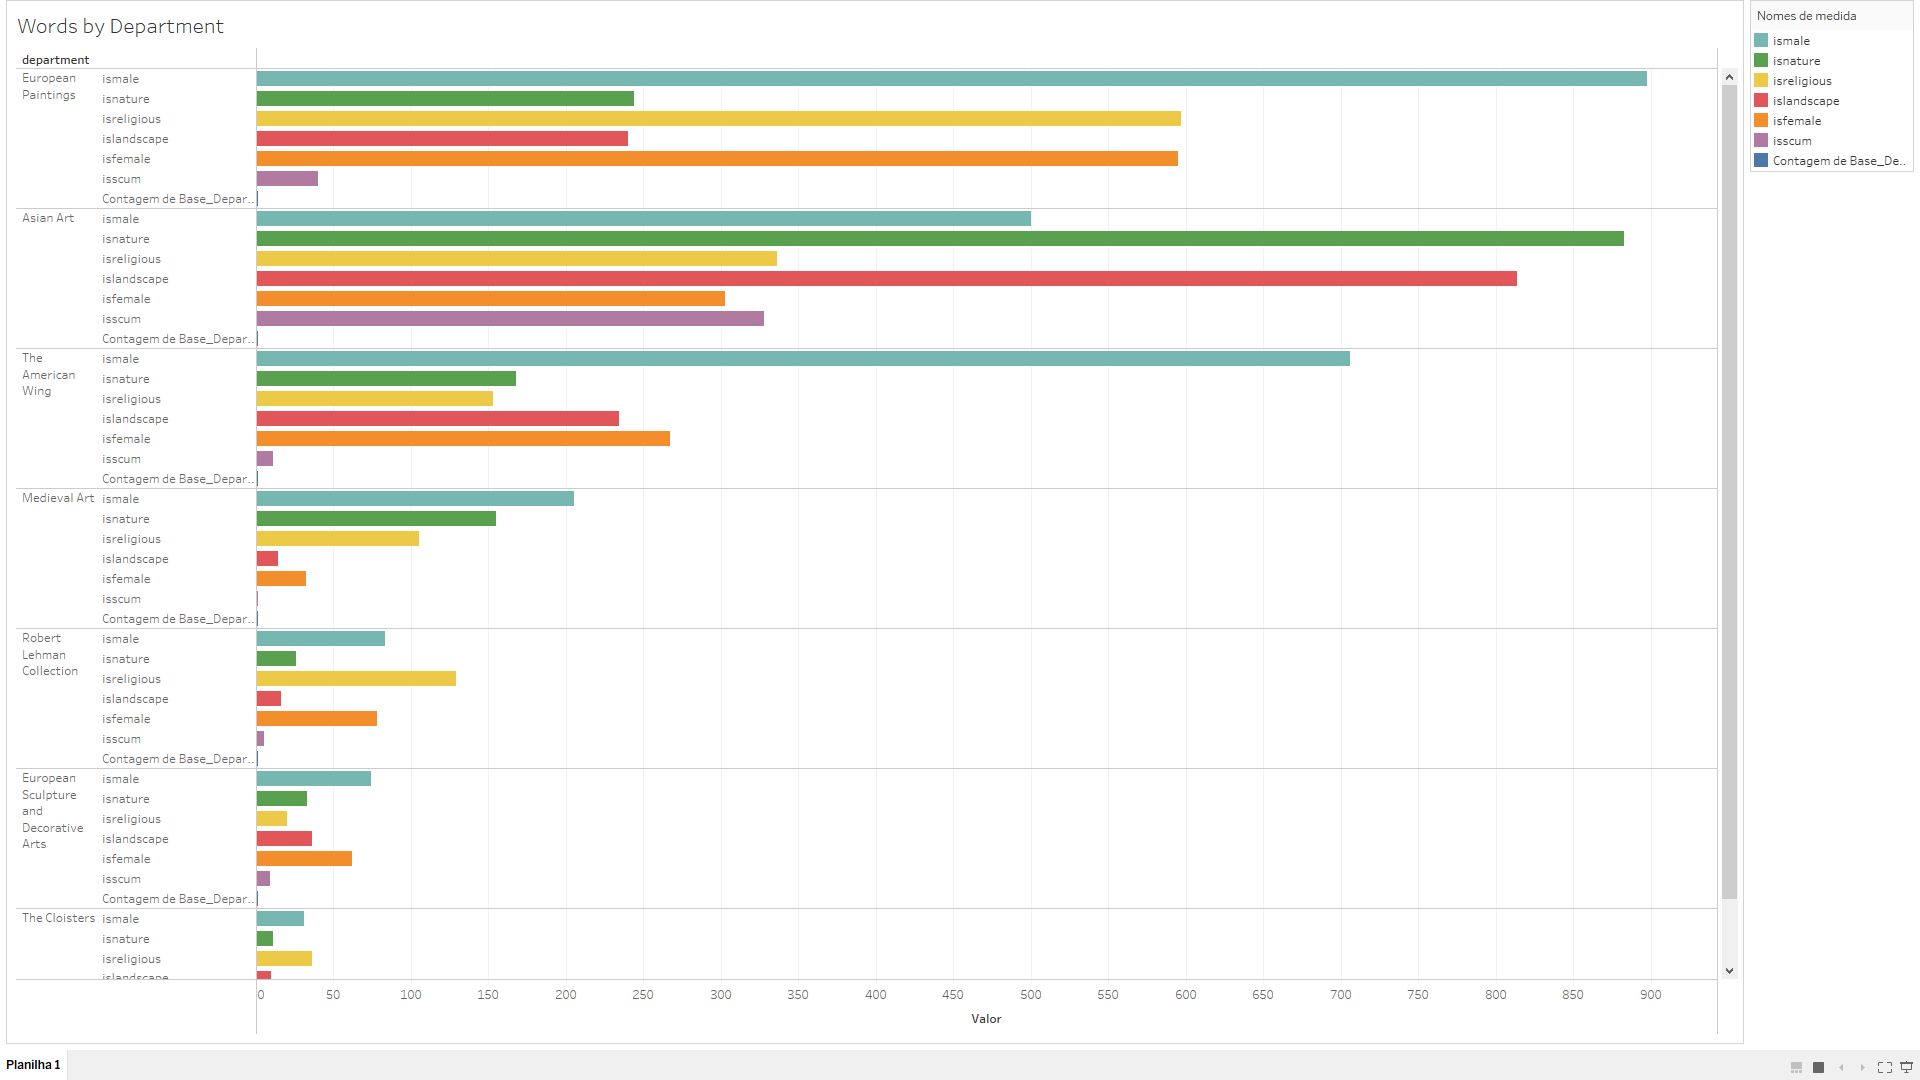 Words by Department
department
European Paintings
ismale
isnature
isreligious
islandscape
isfemale
isscum
Contagem de Base_Depar..
Asian Art
ismale
isnature
isreligious
islandscape
isfemale
isscum
Contagem de Base_Depar..
The American Wing
ismale
isnature
isreligious
islandscape
isfemale
isscum
Contagem de Base_Depar..
Medieval Art
ismale
isnature
isreligious
islandscape
isfemale
isscum
Contagem de Base_Depar..
Robert Lehman Collection
ismale
isnature
isreligious
islandscape
isfemale
isscum
Contagem de Base_Depar..
European Sculpture and Decorative Arts
ismale
isnature
isreligious
islandscape
isfemale
isscum
Contagem de Base_Depar..
The Cloisters
ismale
isnature
isreligious
islandscape
0 50 100 150 200 250 300 350 400 450 500 550 600 650 700 750 800 850 900
Valor
Nomes de medida
ismale
isnature
isreligious
islandscape
isfemale
isscum
Contagem de Base_De..
Planilha 1